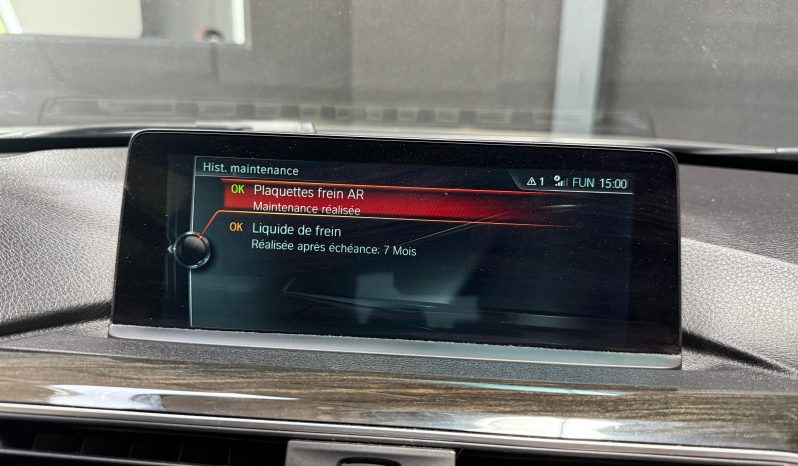 Hist. maintenance
1 FUN 15:00
OK Plaquettes frein AR
Maintenance réalisée
OK Liquide de frein
Réalisée après échéance: 7 Mois